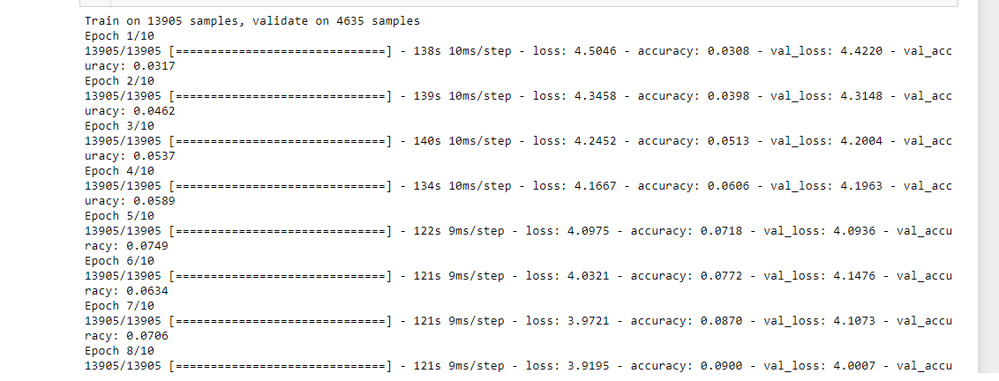 Train on 13905 samples, validate on 4635 samples
Epoch 1/10
13905/13905 [==============================] - 138s 10ms/step - loss: 4.5046 - accuracy: 0.0308 - val_loss: 4.4220 - val_acc
uracy: 0.0317
Epoch 2/10
13905/13905 [==============================] - 139s 10ms/step - loss: 4.3458 - accuracy: 0.0398 - val_loss: 4.3148 - val_acc
uracy: 0.0462
Epoch 3/10
13905/13905 [==============================] - 140s 10ms/step - loss: 4.2452 - accuracy: 0.0513 - val_loss: 4.2004 - val_acc
uracy: 0.0537
Epoch 4/10
13905/13905 [==============================] - 134s 10ms/step - loss: 4.1667 - accuracy: 0.0606 - val_loss: 4.1963 - val_acc
uracy: 0.0589
Epoch 5/10
13905/13905 [==============================] - 122s 9ms/step - loss: 4.0975 - accuracy: 0.0718 - val_loss: 4.0936 - val_accu
racy: 0.0749
Epoch 6/10
13905/13905 [==============================] - 121s 9ms/step - loss: 4.0321 - accuracy: 0.0772 - val_loss: 4.1476 - val_accu
racy: 0.0634
Epoch 7/10
13905/13905 [==============================] - 121s 9ms/step - loss: 3.9721 - accuracy: 0.0870 - val_loss: 4.1073 - val_accu
racy: 0.0706
Epoch 8/10
13905/13905 [==============================] - 121s 9ms/step - loss: 3.9195 - accuracy: 0.0900 - val_loss: 4.0007 - val_accu